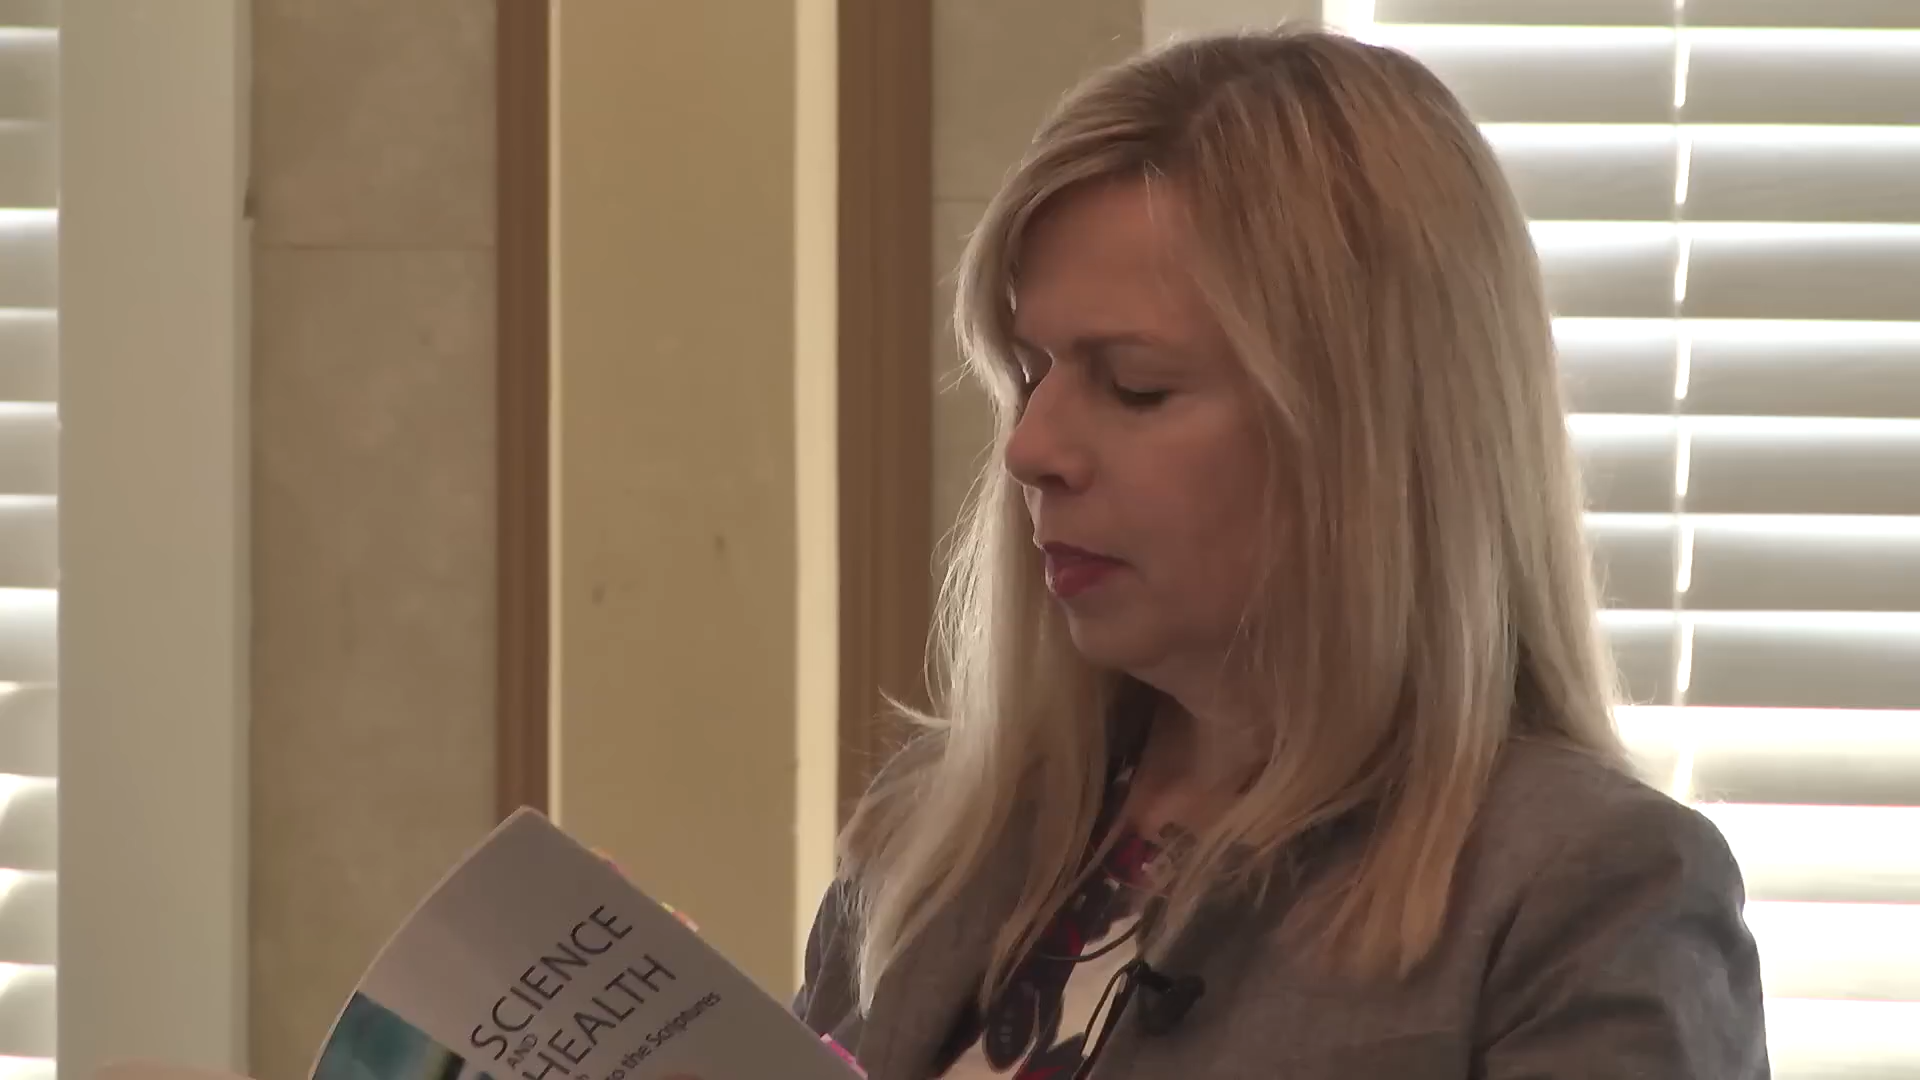 SCIENCE
AND
HEALTH
to the Scriptures